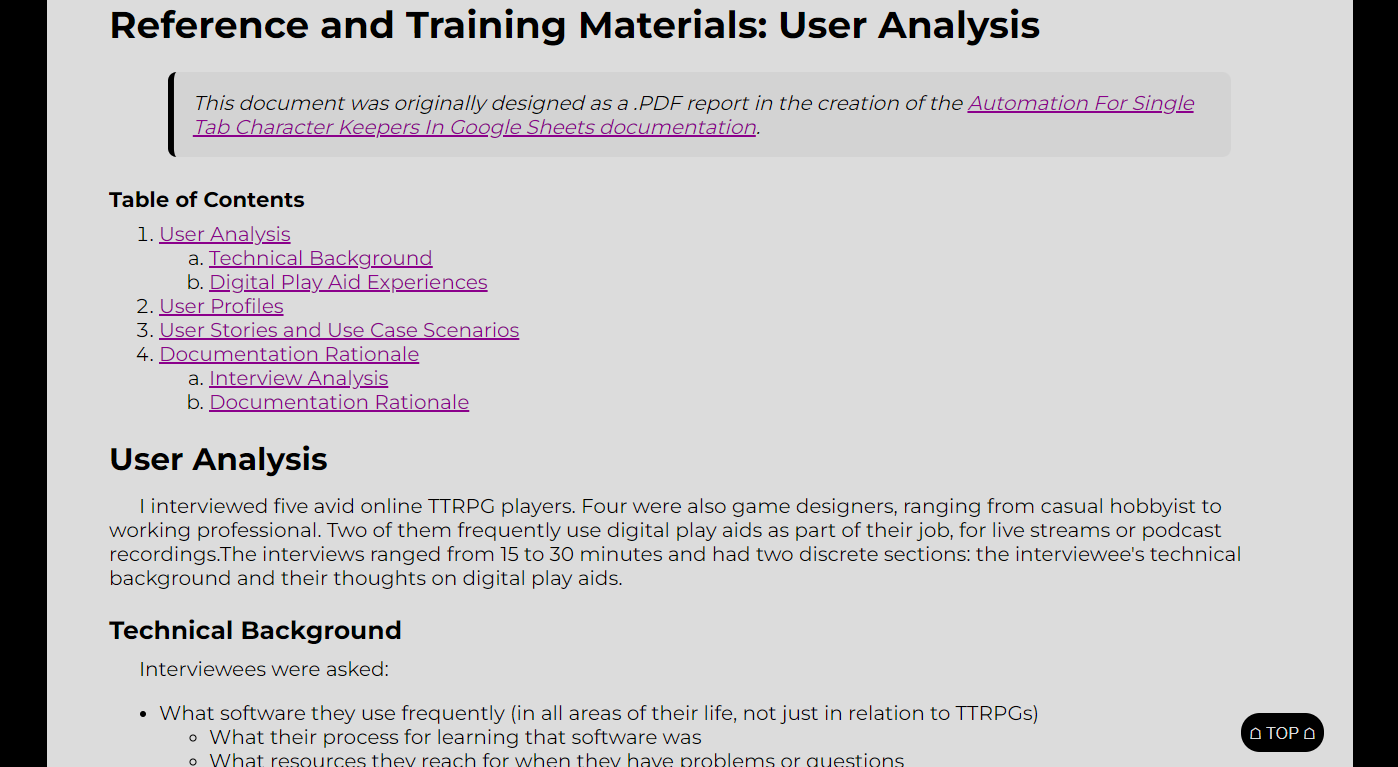 Reference and Training Materials: User Analysis
This document was originally designed as a .PDF report in the creation of the Automation For Single
Tab Character Keepers In Google Sheets documentation.
Table of Contents
1. User Analysis
a. Technical Background
b. Digital Play Aid Experiences
2. User Profiles
3. User Stories and Use Case Scenarios
4. Documentation Rationale
a. Interview Analysis
b. Documentation Rationale
User Analysis
I interviewed five avid online TTRPG players. Four were also game designers, ranging from casual hobbyist to
working professional. Two of them frequently use digital play aids as part of their job, for live streams or podcast
recordings.The interviews ranged from 15 to 30 minutes and had two discrete sections: the interviewee's technical
background and their thoughts on digital play aids.
Technical Background
Interviewees were asked:
• What software they use frequently (in all areas of their life, not just in relation to TTRPGs)
◦ What their process for learning that software was
◦ What resources they reach for when they have problems or questions
⌂ TOP ⌂